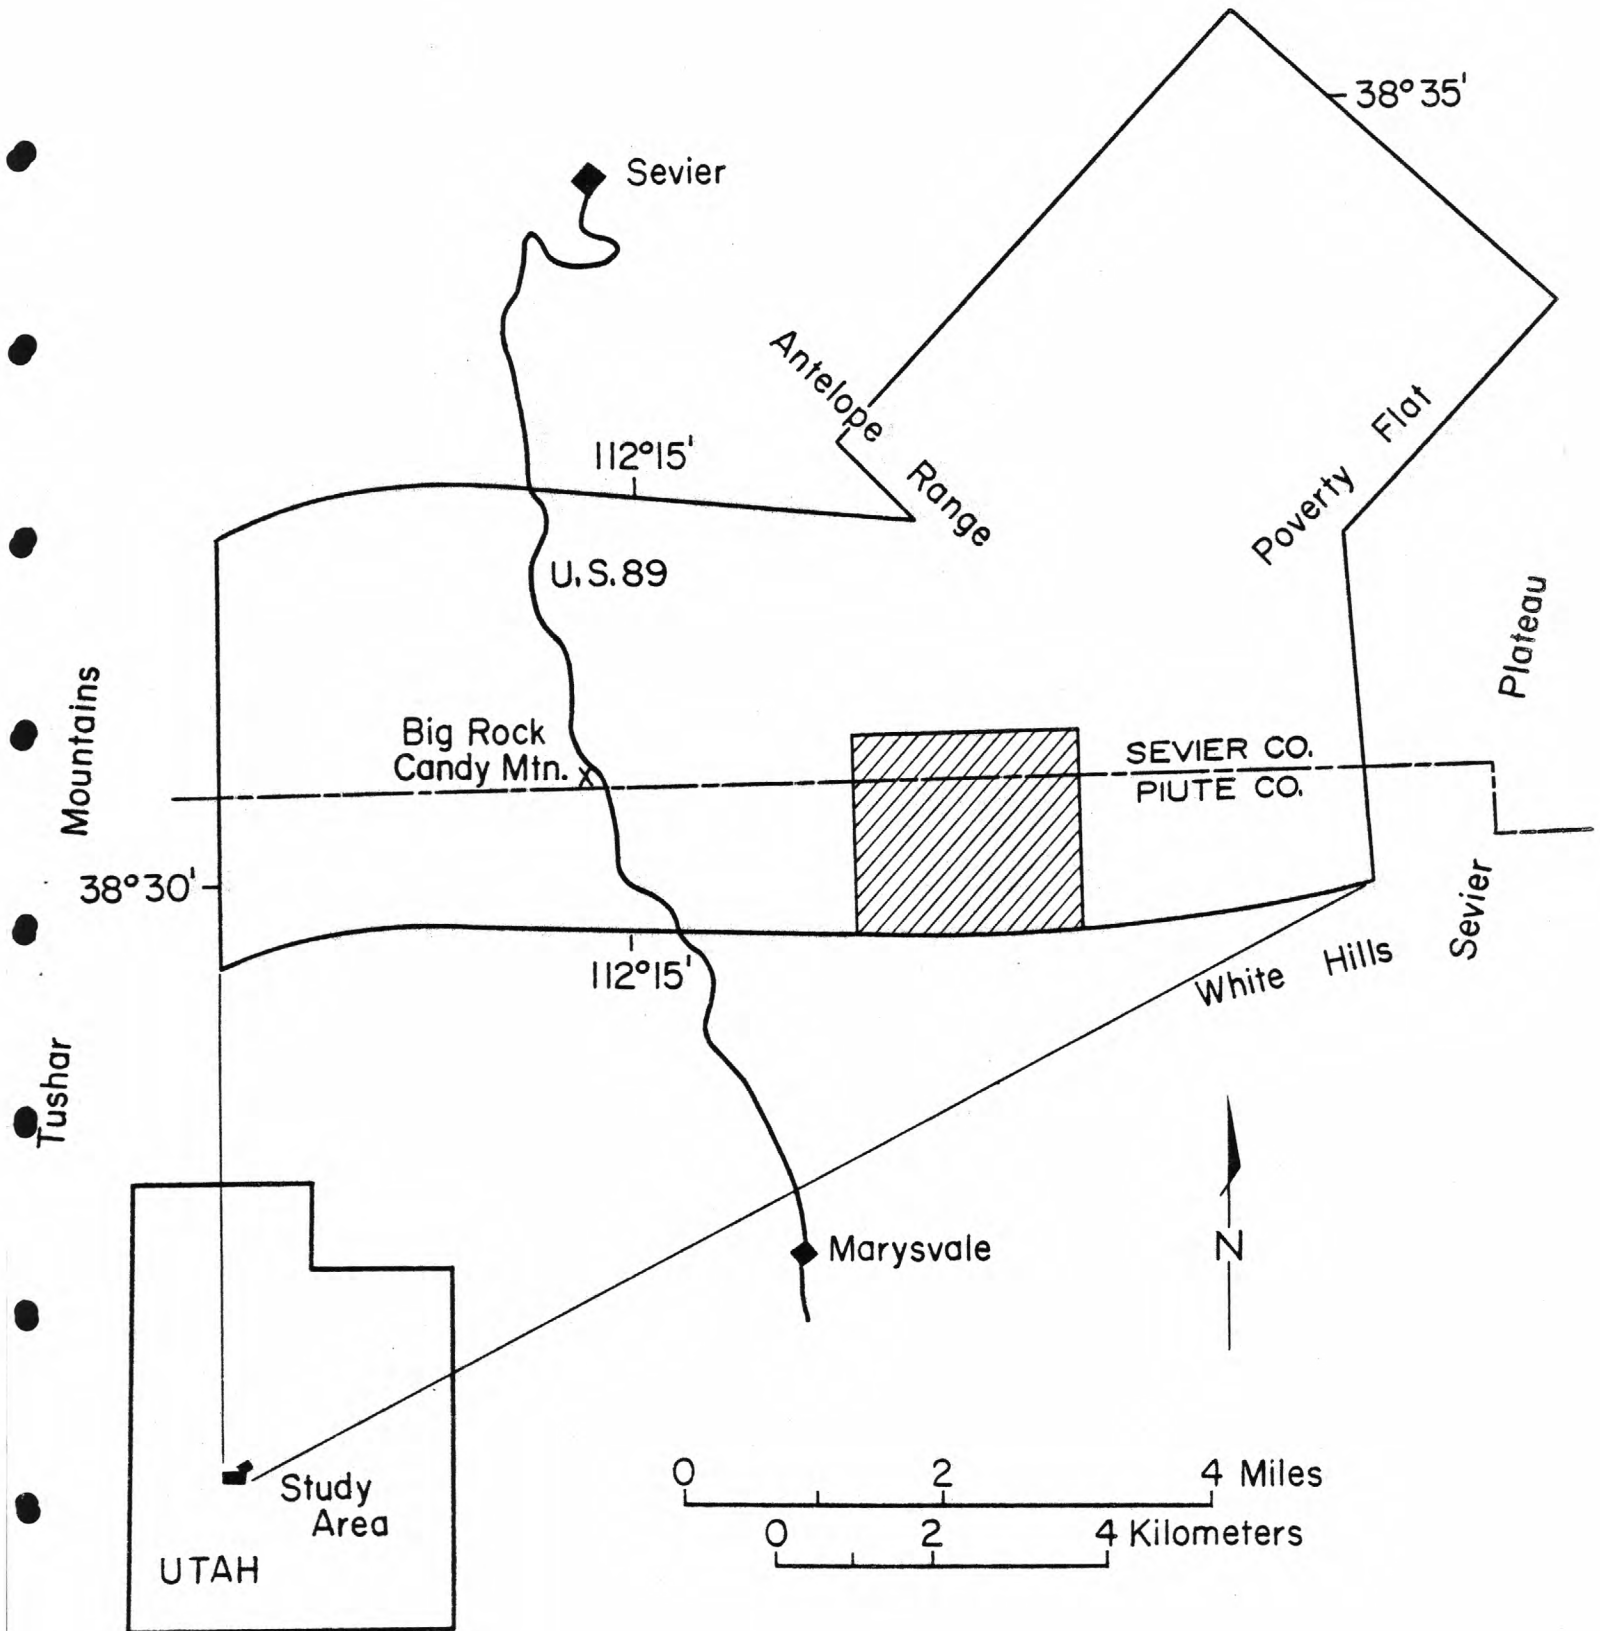 38°35'
Sevier
Antelope
Range
112°15'
Flat
Poverty
U.S.89
Plateau
Mountains
Big Rock
Candy Mtn.
X
SEVIER CO.
PIUTE CO.
38°30'
Sevier
112°15'
White Hills
Tushar
N
Marysvale
0 2 4 Miles
Study
Area
0 2 4 Kilometers
UTAH